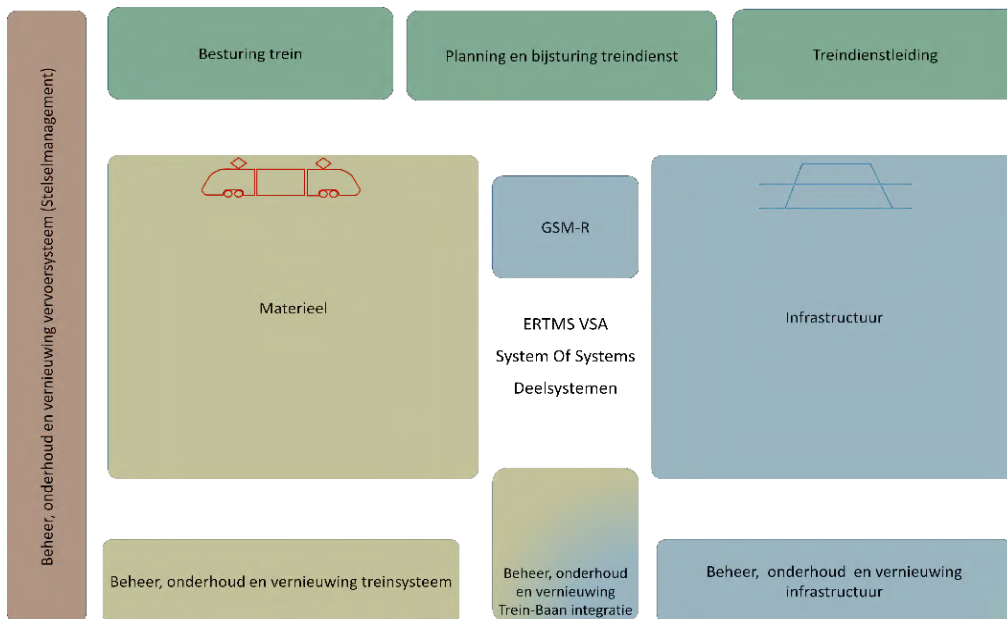 Beheer, onderhoud en vernieuwing vervoersysteem (Stelselmanagement)
Besturing trein
Planning en bijsturing treindienst
Treindienstleiding
Materieel
GSM-R
ERTMS VSA
System Of Systems
Deelsystemen
Infrastructuur
Beheer, onderhoud en vernieuwing treinsysteem
Beheer, onderhoud
en vernieuwing
Trein-Baan integratie
Beheer, onderhoud en vernieuwing
infrastructuur